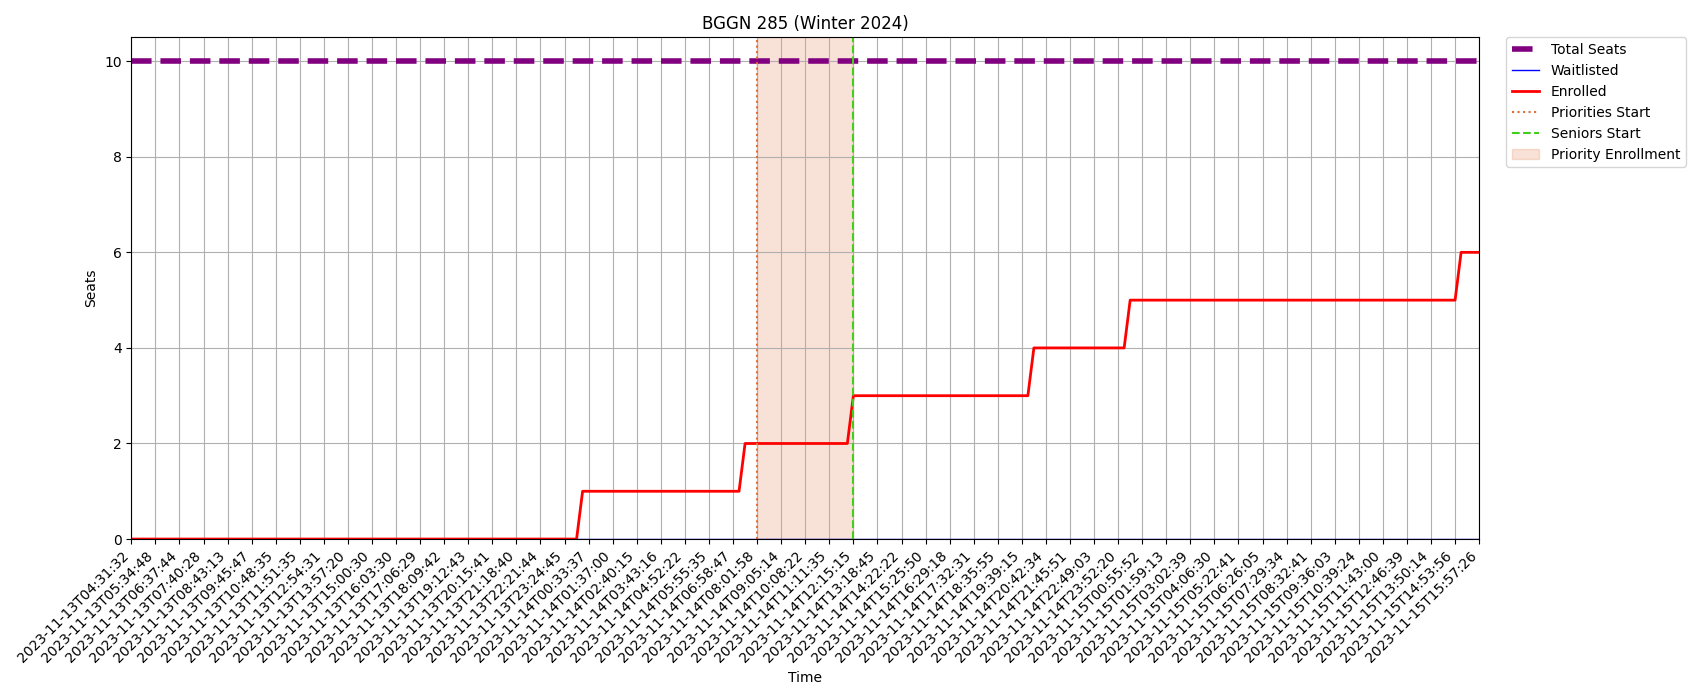 BGGN 285 (Winter 2024)
Total Seats
Waitlisted
Enrolled
Priorities Start
Seniors Start
Priority Enrollment
Seats
10
8
6
4
2
0
2023-11-13T04:31:32
2023-11-13T05:34:48
2023-11-13T06:37:44
2023-11-13T07:40:28
2023-11-13T08:43:13
2023-11-13T09:45:47
2023-11-13T10:48:35
2023-11-13T11:51:35
2023-11-13T12:54:31
2023-11-13T13:57:20
2023-11-13T15:00:30
2023-11-13T16:03:30
2023-11-13T17:06:29
2023-11-13T18:09:42
2023-11-13T19:12:43
2023-11-13T20:15:41
2023-11-13T21:18:40
2023-11-13T22:21:44
2023-11-13T23:24:45
2023-11-14T00:33:37
2023-11-14T01:37:00
2023-11-14T02:40:15
2023-11-14T03:43:16
2023-11-14T04:52:22
2023-11-14T05:55:35
2023-11-14T06:58:47
2023-11-14T08:01:58
2023-11-14T09:05:14
2023-11-14T10:08:22
2023-11-14T11:11:35
2023-11-14T12:15:15
2023-11-14T13:18:45
2023-11-14T14:22:22
2023-11-14T15:25:50
2023-11-14T16:29:18
2023-11-14T17:32:31
2023-11-14T18:35:55
2023-11-14T19:39:15
2023-11-14T20:42:34
2023-11-14T21:45:51
2023-11-14T22:49:03
2023-11-14T23:52:20
2023-11-15T00:55:52
2023-11-15T01:59:13
2023-11-15T03:02:39
2023-11-15T04:06:30
2023-11-15T05:22:41
2023-11-15T06:26:05
2023-11-15T07:29:34
2023-11-15T08:32:41
2023-11-15T09:36:03
2023-11-15T10:39:24
2023-11-15T11:43:00
2023-11-15T12:46:39
2023-11-15T13:50:14
2023-11-15T14:53:56
2023-11-15T15:57:26
Time